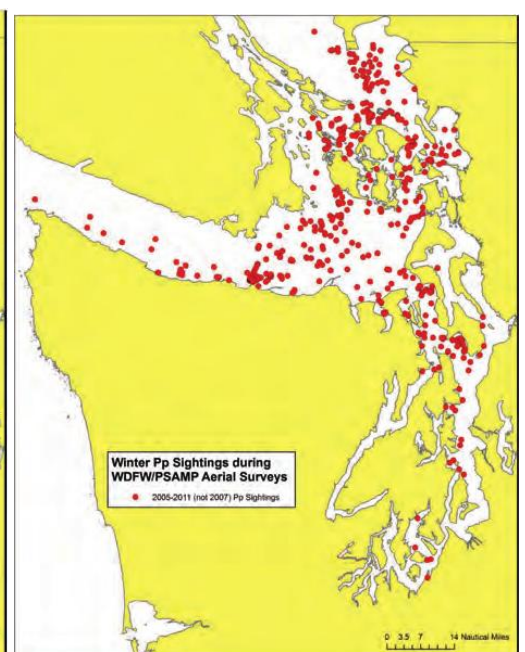 Winter Pp Sightings during
WDFW/PSAMP Aerial Surveys
2005-2011 (not 2007) Pp Sightings
0 3.5 7 14 Nautical Miles